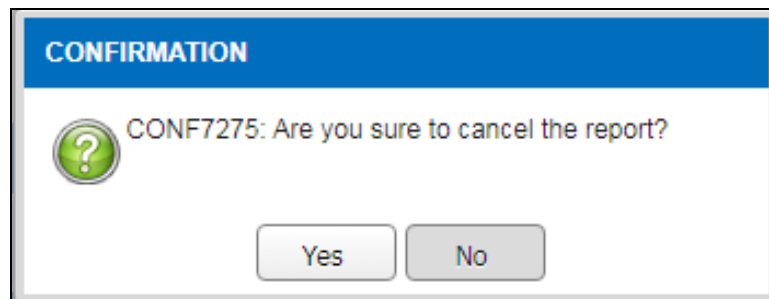 CONFIRMATION
CONF7275: Are you sure to cancel the report?
Yes No